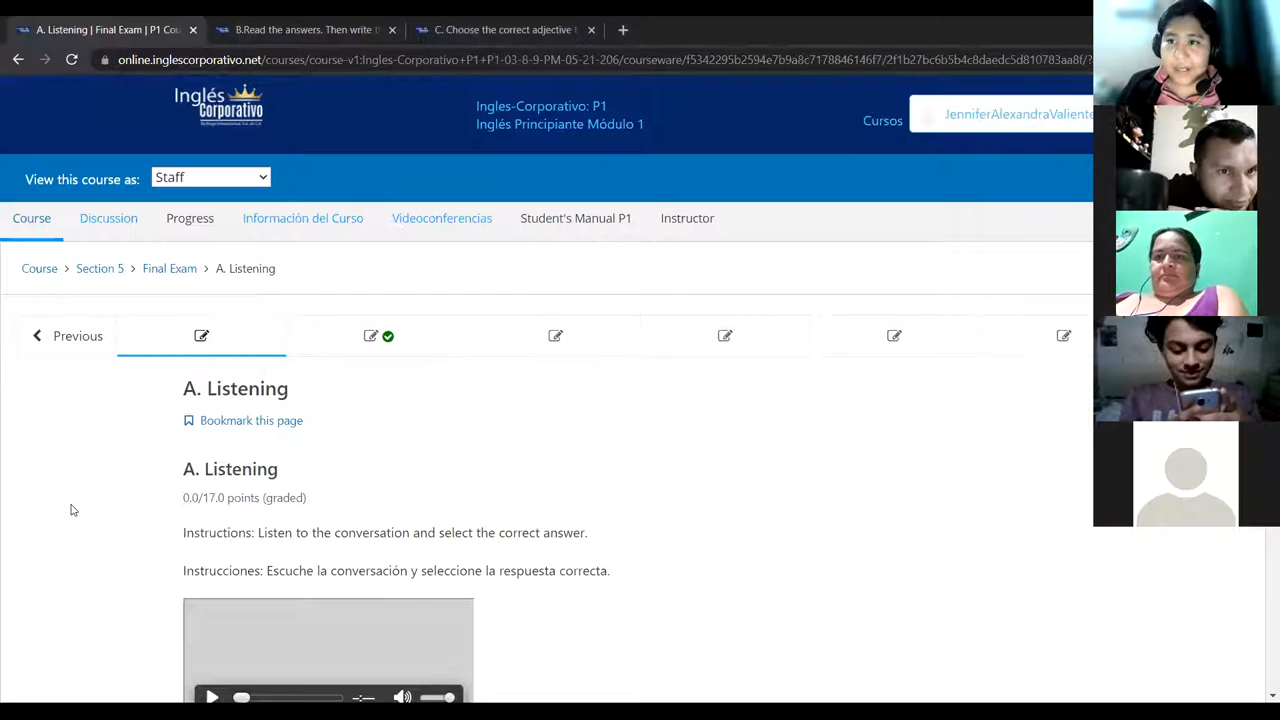 A. Listening | Final Exam | P1 Cou
B.Read the answers. Then write
C. Choose the correct adjective
online.inglescorporativo.net/courses/course-v1:Ingles-Corporativo+P1+P1-03-8-9-PM-05-21-206/courseware/f5342295b2594e7b9a8c7178846146f7/2f1b27bc6b5b4c8daedc5d810783aa8f/?
Inglés
Corporativo
Ingles-Corporativo: P1
Inglés Principiante Módulo 1
Cursos
JenniferAlexandraValiente
View this course as:
Staff
Course
Discussion
Progress
Información del Curso
Videoconferencias
Student's Manual P1
Instructor
Course > Section 5 > Final Exam > A. Listening
Previous
A. Listening
Bookmark this page
A. Listening
0.0/17.0 points (graded)
Instructions: Listen to the conversation and select the correct answer.
Instrucciones: Escuche la conversación y seleccione la respuesta correcta.
-:--